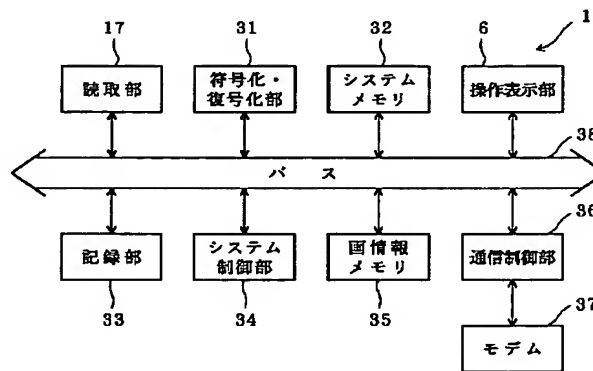 17
31
32
6
1
読取部
符号化・
復号化部
システム
メモリ
操作表示部
38
バス
36
記録部
システム
制御部
国情報
メモリ
通信制御部
33
34
35
37
モデム